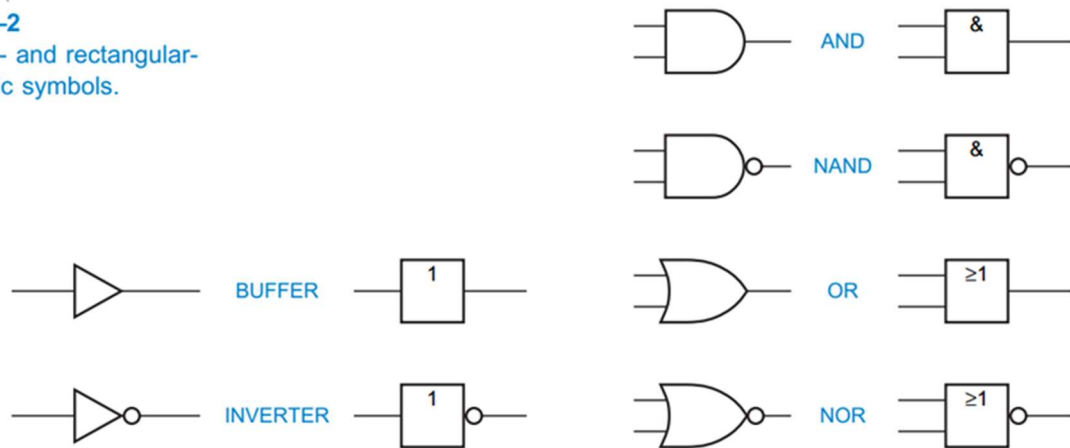 -2
- and rectangular-
c symbols.
AND &
NAND &
BUFFER 1 OR ≥1
INVERTER 1 NOR ≥1